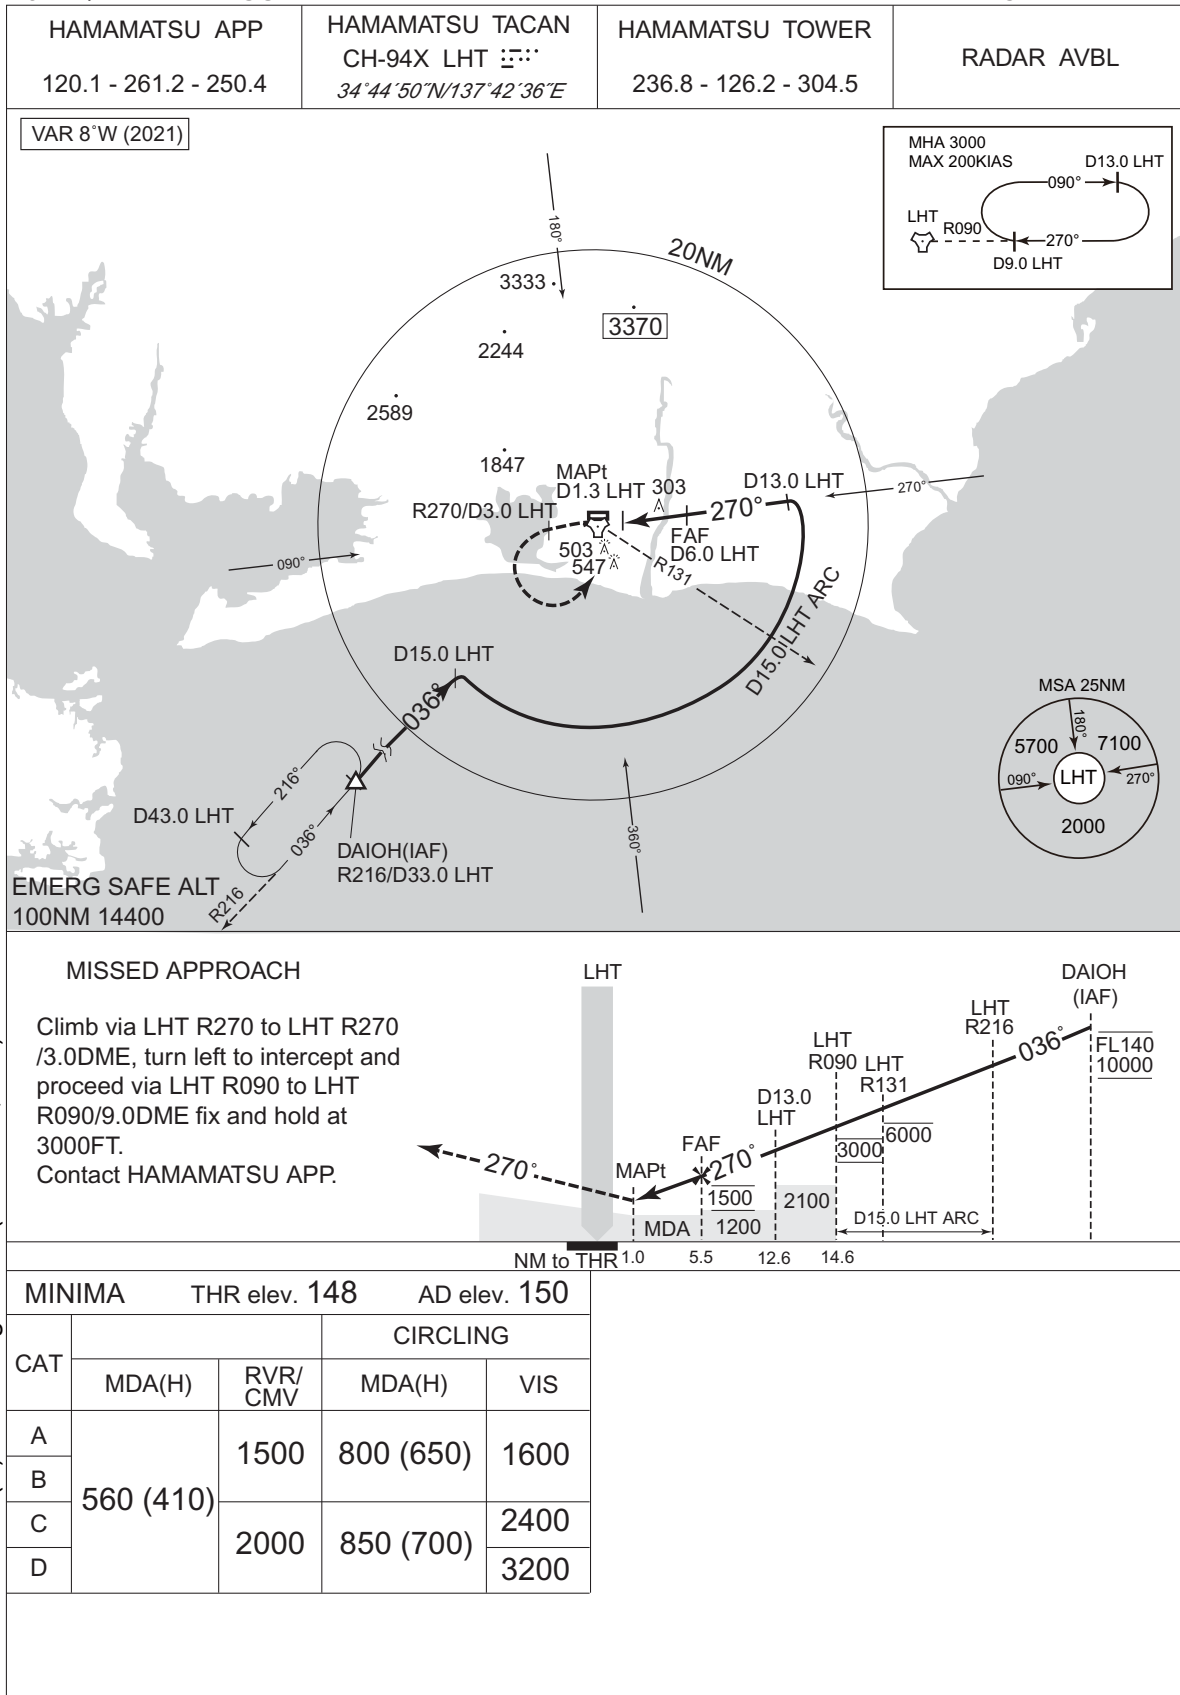 HAMAMATSU APP
120.1 - 261.2 - 250.4
HAMAMATSU TACAN
CH-94X LHT
34°44´50˝N/137°42´36˝E
HAMAMATSU TOWER
236.8 - 126.2 - 304.5
RADAR AVBL
VAR 8°W (2021)
MHA 3000
MAX 200KIAS
D13.0 LHT
090°
LHT
R090
270°
D9.0 LHT
180°
20NM
3333
3370
2244
2589
1847
MAPt
D1.3 LHT
303
D13.0 LHT
270°
R270/D3.0 LHT
270°
FAF
D6.0 LHT
503
547
R131
090°
D15.0 LHT ARC
D15.0 LHT
036°
MSA 25NM
180°
5700
7100
090°
LHT
270°
2000
216°
D43.0 LHT
036°
360°
DAIOH(IAF)
R216/D33.0 LHT
EMERG SAFE ALT
100NM 14400
R216
MISSED APPROACH
Climb via LHT R270 to LHT R270
/3.0DME, turn left to intercept and
proceed via LHT R090 to LHT
R090/9.0DME fix and hold at
3000FT.
Contact HAMAMATSU APP.
LHT
DAIOH
(IAF)
LHT
R216
036°
FL140
10000
LHT
R090
LHT
R131
D13.0
LHT
6000
3000
FAF
270°
MAPt
270°
1500
2100
MDA
1200
D15.0 LHT ARC
NM to THR
1.0
5.5
12.6
14.6
MINIMA
THR elev. 148
AD elev. 150
CAT
CIRCLING
MDA(H)
RVR/
CMV
MDA(H)
VIS
A
B
C
D
560 (410)
1500
2000
800 (650)
850 (700)
1600
2400
3200